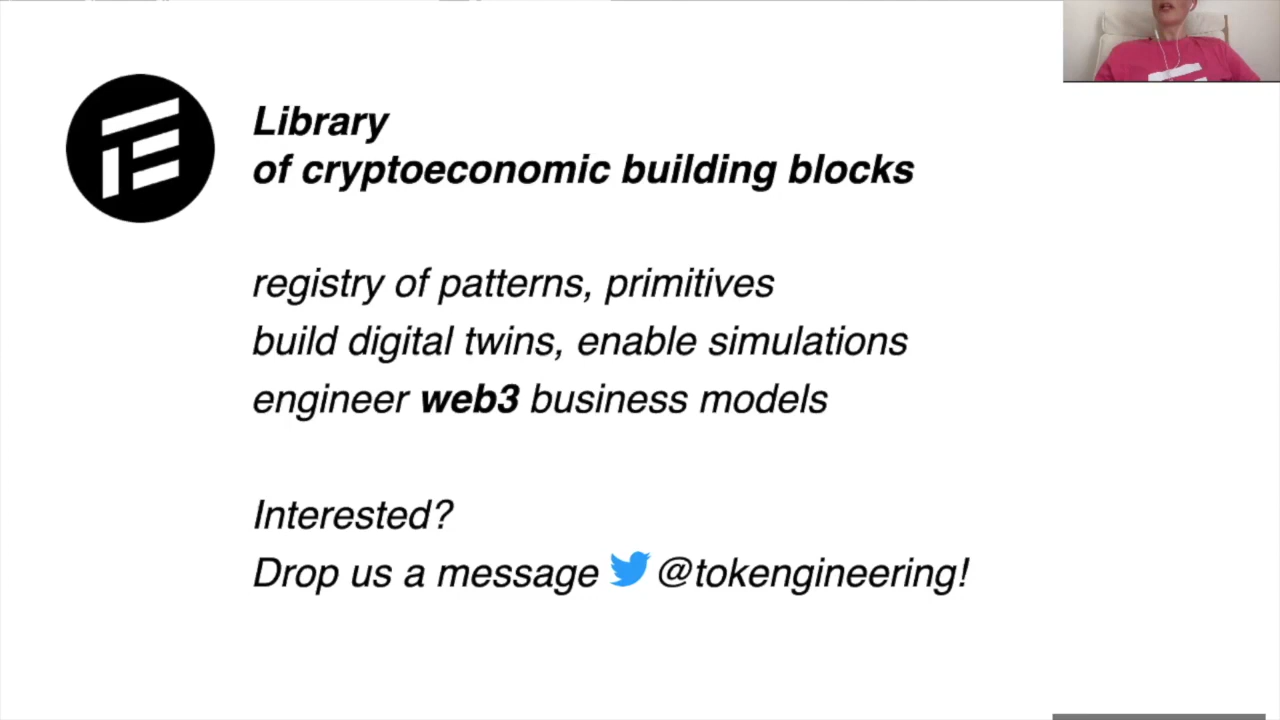 Library
of cryptoeconomic building blocks
registry of patterns, primitives
build digital twins, enable simulations
engineer web3 business models
Interested?
Drop us a message @tokengineering!